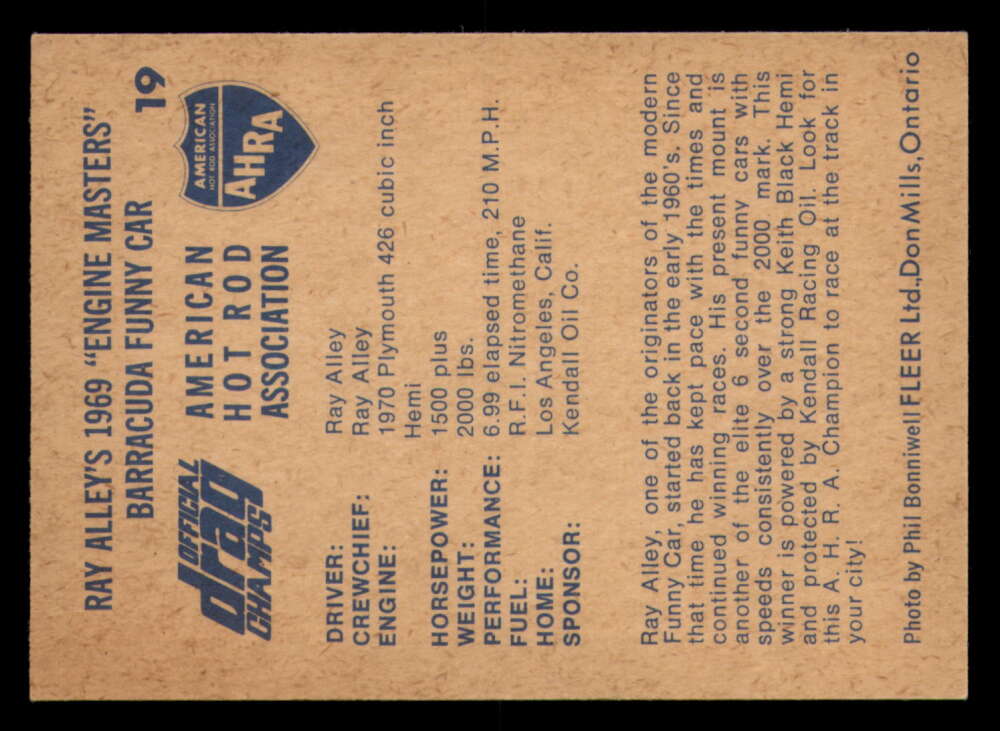 RAY ALLEY'S 1969 "ENGINE MASTERS"
BARRACUDA FUNNY CAR
19
OFFICIAL
drag
CHAMPS
AMERICAN
HOT ROD
ASSOCIATION
AMERICAN
HOT ROD ASSOCIATION
AHRA
DRIVER: Ray Alley
CREWCHIEF: Ray Alley
ENGINE: 1970 Plymouth 426 cubic inch
Hemi
HORSEPOWER: 1500 plus
WEIGHT: 2000 lbs.
PERFORMANCE: 6.99 elapsed time, 210 M.P.H.
FUEL: R.F.I. Nitromethane
HOME: Los Angeles, Calif.
SPONSOR: Kendall Oil Co.
Ray Alley, one of the originators of the modern
Funny Car, started back in the early 1960's. Since
that time he has kept pace with the times and
continued winning races. His present mount is
another of the elite 6 second funny cars with
speeds consistently over the 2000 mark. This
winner is powered by a strong Keith Black Hemi
and protected by Kendall Racing Oil. Look for
this A. H. R. A. Champion to race at the track in
your city!
Photo by Phil Bonniwell FLEER Ltd., Don Mills, Ontario